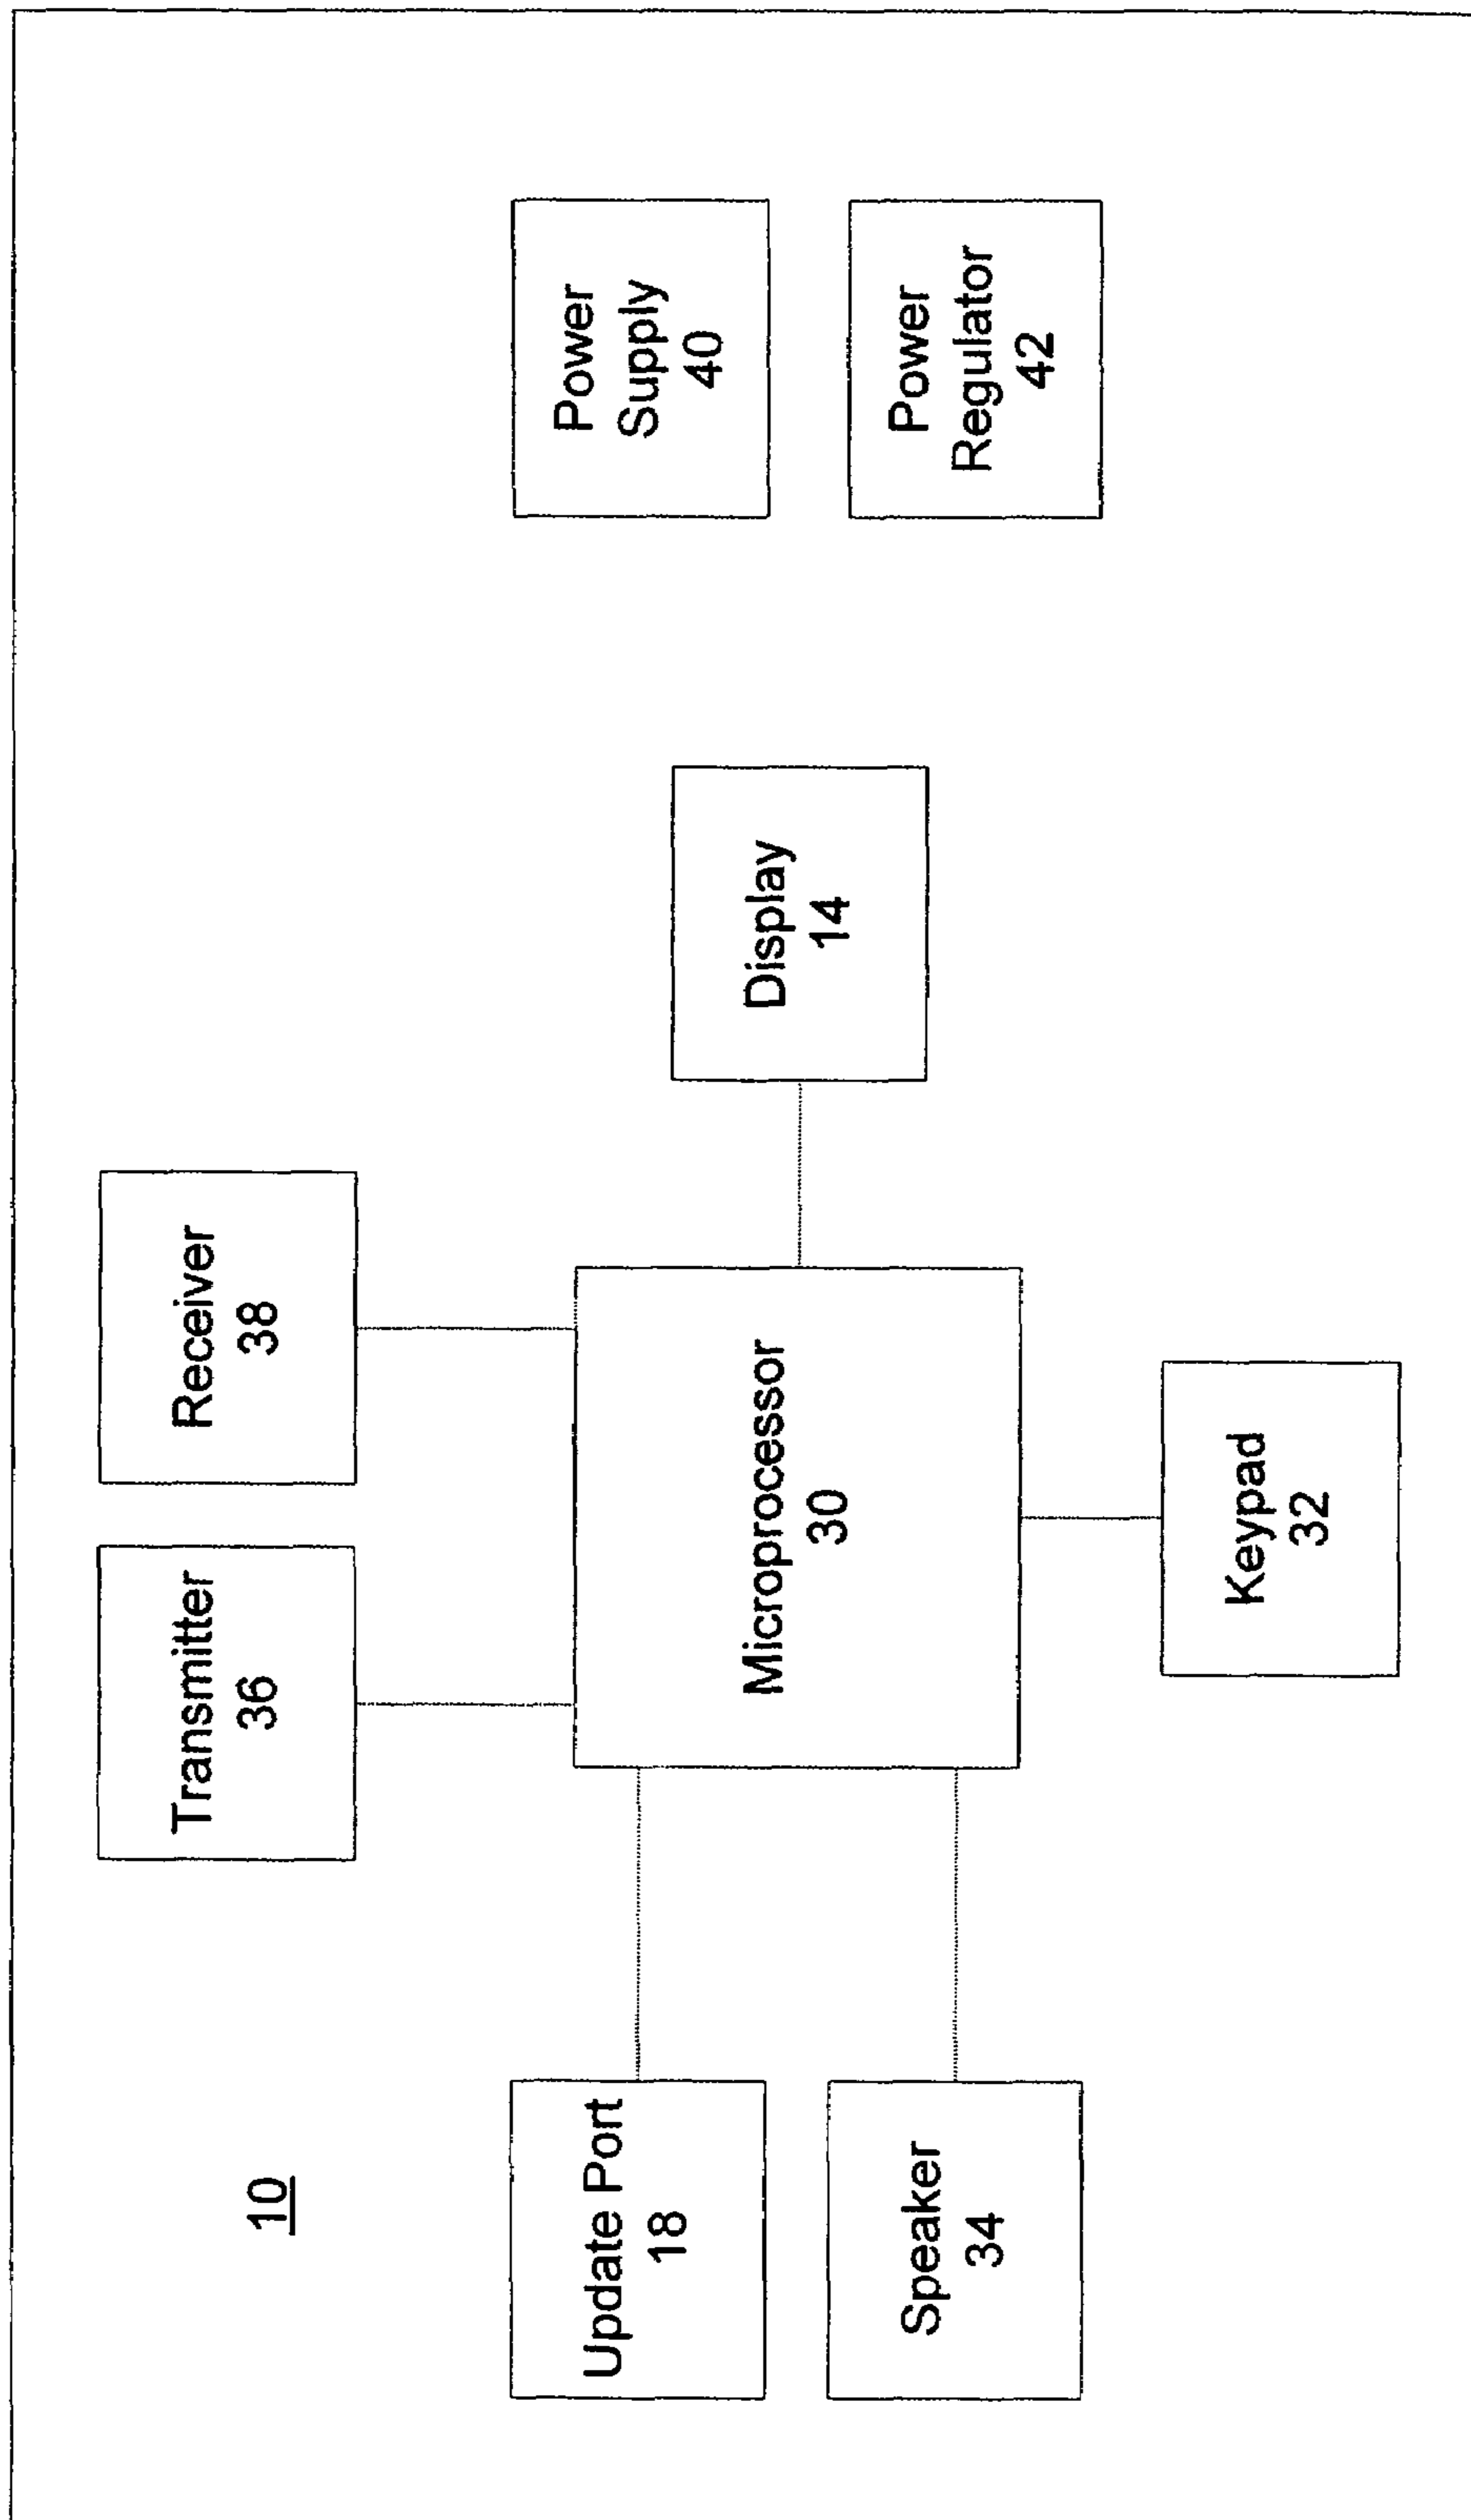 10
Transmitter
36
Receiver
38
Update Port
18
Speaker
34
Microprocessor
30
Display
14
Keypad
32
Power
Supply
40
Power
Regulator
42